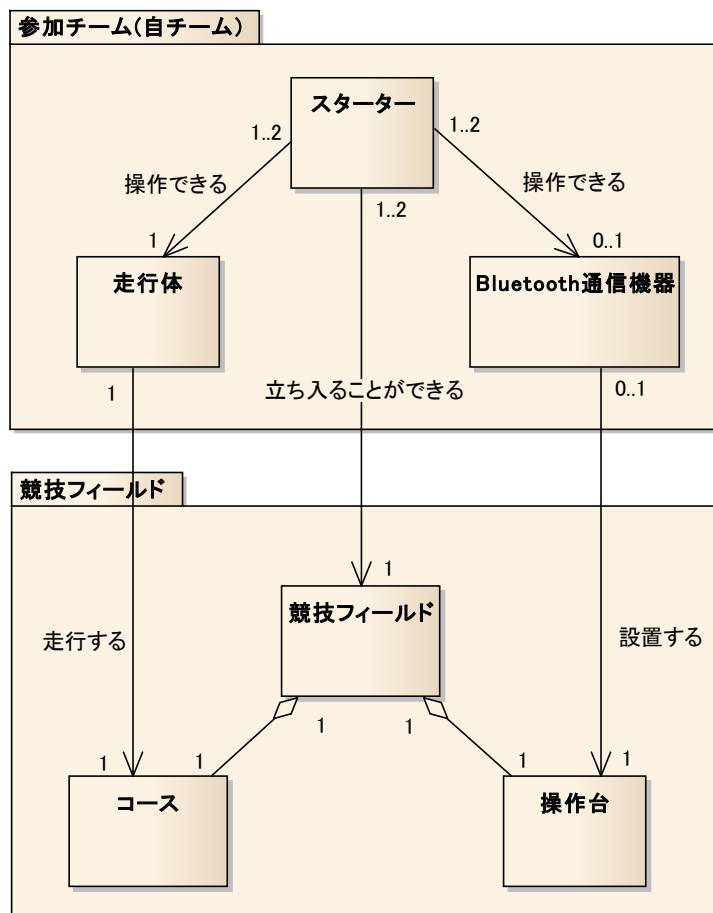 参加チーム(自チーム)
スターター
1..2
1..2
操作できる
操作できる
1..2
1
0..1
走行体
Bluetooth通信機器
1
立ち入ることができる
0..1
競技フィールド
1
競技フィールド
走行する
設置する
1
1
1
1
1
1
コース
操作台